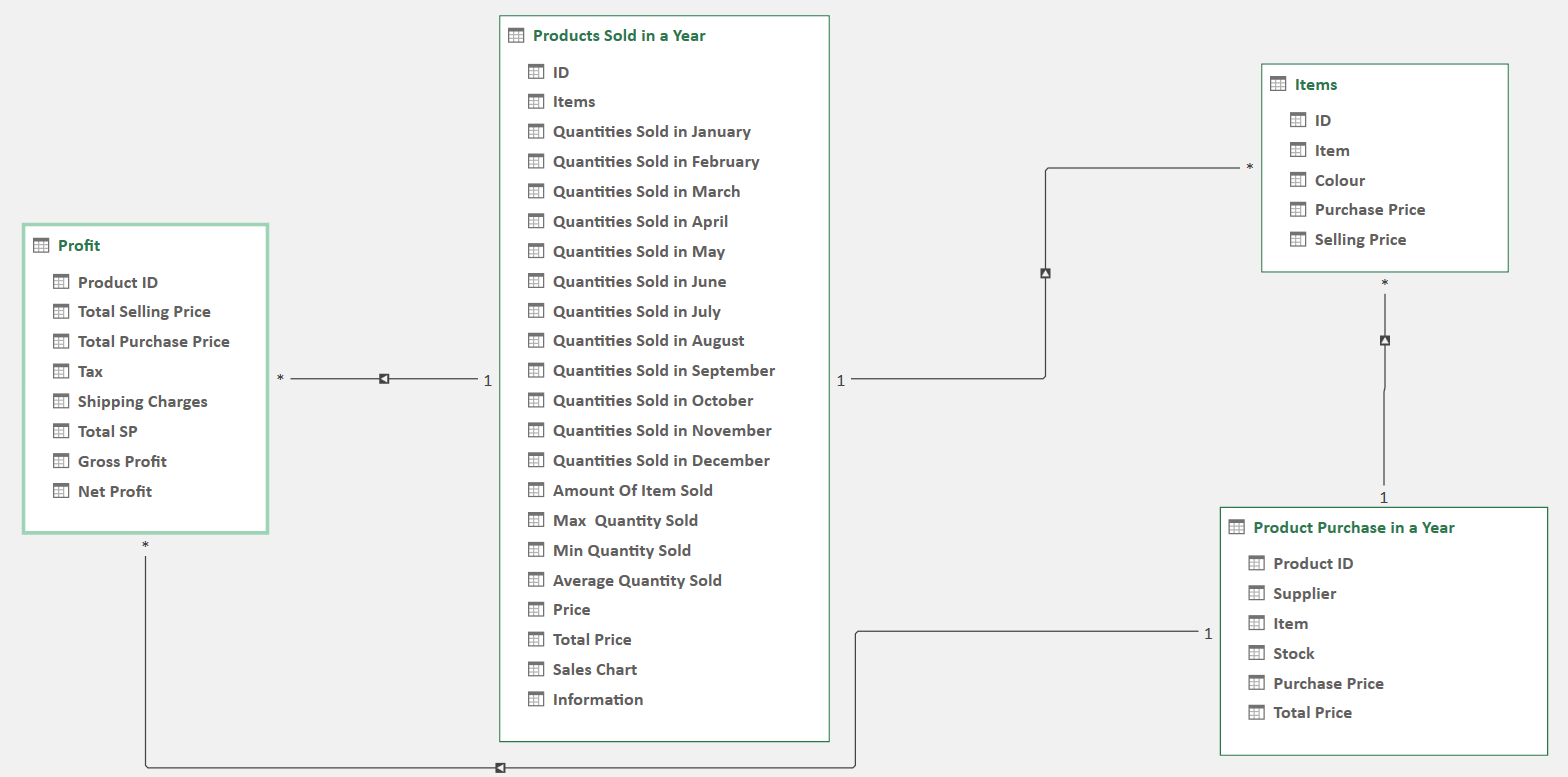 Products Sold in a Year
ID
Items
Quantities Sold in January
Quantities Sold in February
Quantities Sold in March
Quantities Sold in April
Quantities Sold in May
Quantities Sold in June
Quantities Sold in July
Quantities Sold in August
Quantities Sold in September
Quantities Sold in October
Quantities Sold in November
Quantities Sold in December
Amount Of Item Sold
Max  Quantity Sold
Min Quantity Sold
Average Quantity Sold
Price
Total Price
Sales Chart
Information
Items
ID
Item
Colour
Purchase Price
Selling Price
Profit
Product ID
Total Selling Price
Total Purchase Price
Tax
Shipping Charges
Total SP
Gross Profit
Net Profit
Product Purchase in a Year
Product ID
Supplier
Item
Stock
Purchase Price
Total Price
*
1
1
*
*
1
*
1